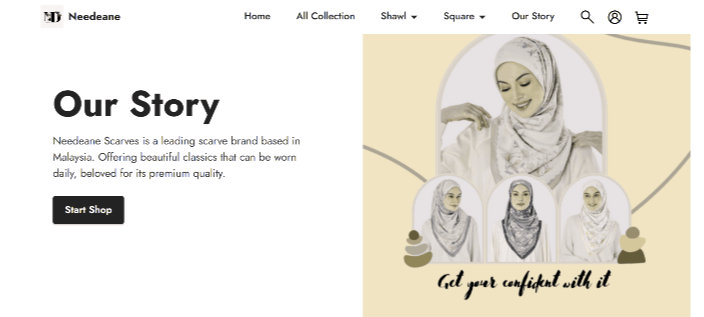 Needeane
Home All Collection Shawl Square Our Story
Our Story
Needeane Scarves is a leading scarve brand based in
Malaysia. Offering beautiful classics that can be worn
daily, beloved for its premium quality.
Start Shop
Get your confident with it